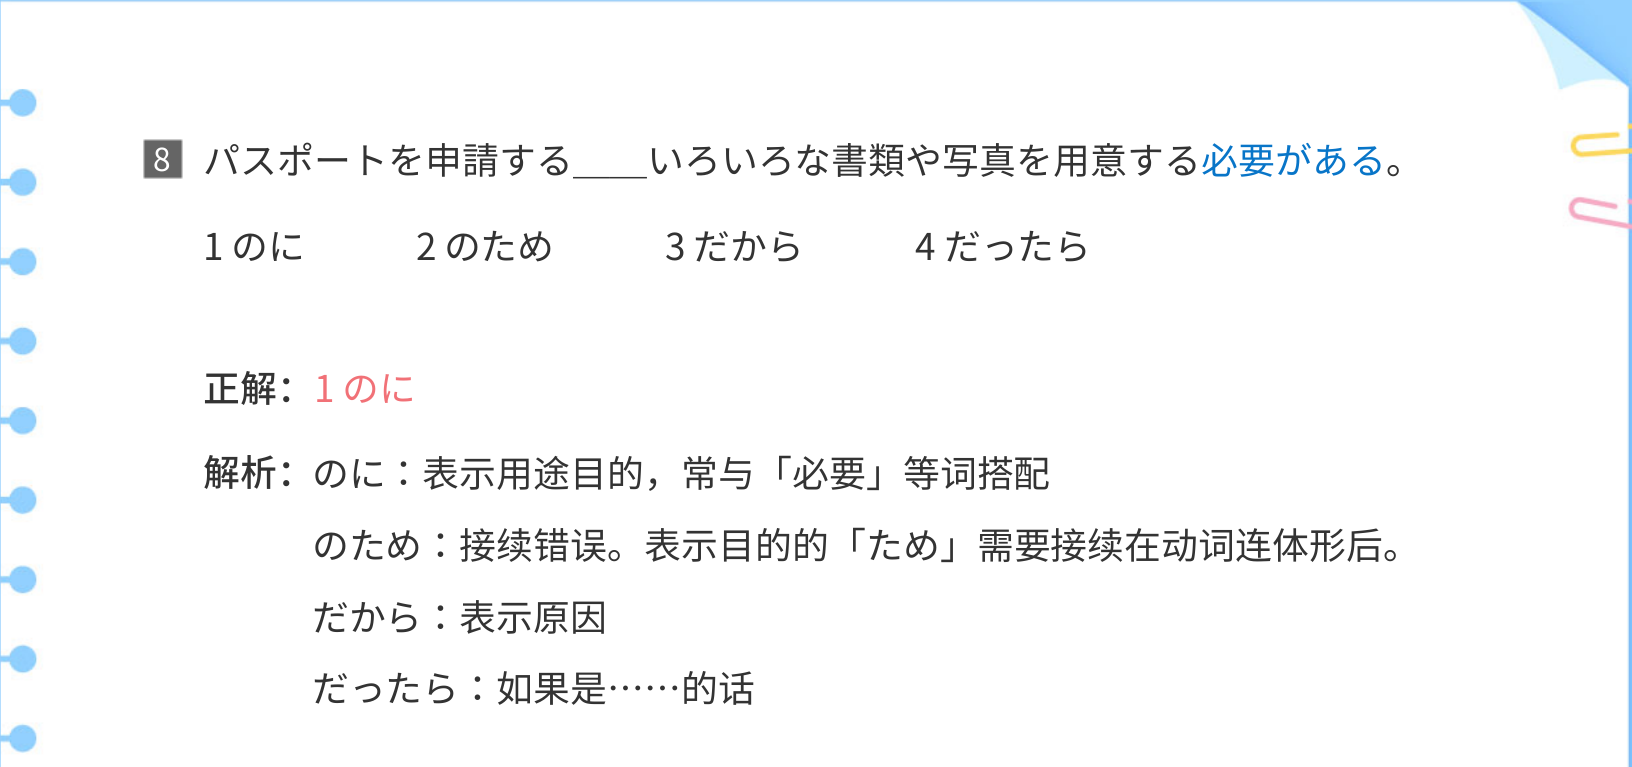 8 パスポートを申請する____いろいろな書類や写真を用意する必要がある。
1 のに 2 のため 3 だから 4 だったら
正解：1 のに
解析：のに：表示用途目的，常与「必要」等词搭配
のため：接续错误。表示目的的「ため」需要接续在动词连体形后。
だから：表示原因
だったら：如果是……的话